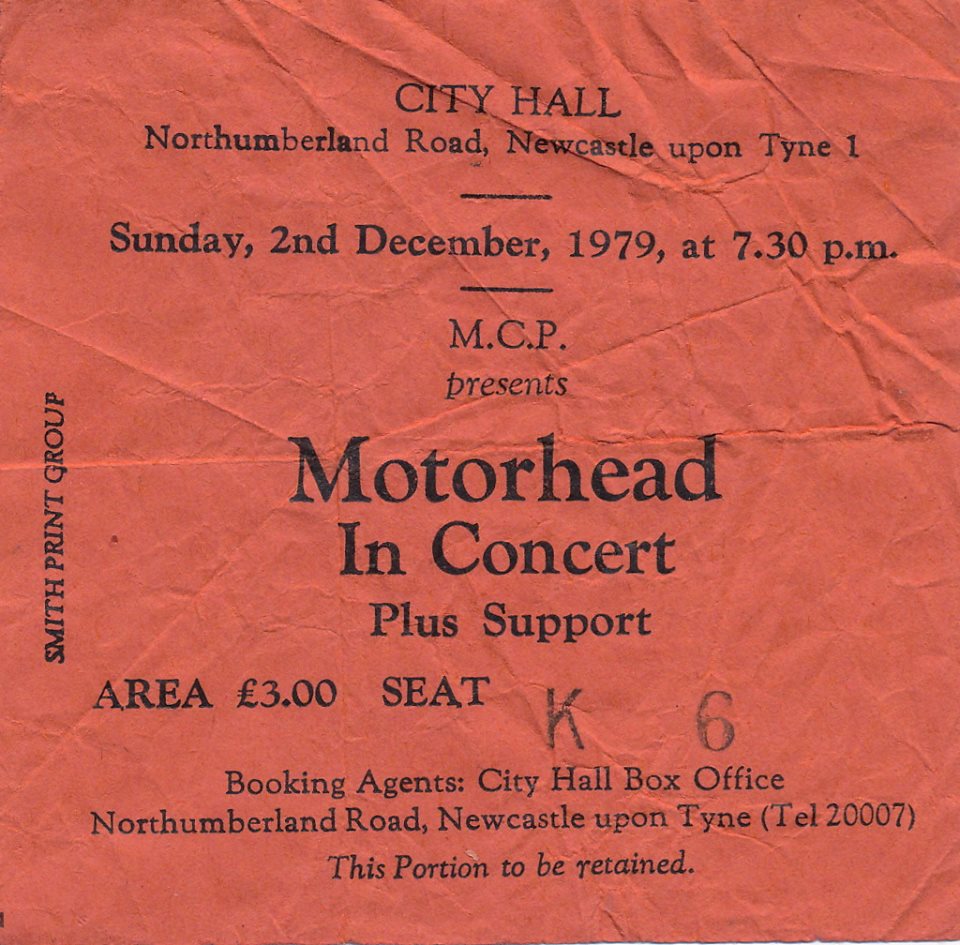 CITY HALL
Northumberland Road, Newcastle upon Tyne 1
Sunday, 2nd December, 1979, at 7.30 p.m.
M.C.P.
presents
Motorhead
In Concert
Plus Support
AREA £3.00 SEAT K 6
Booking Agents: City Hall Box Office
Northumberland Road, Newcastle upon Tyne (Tel 20007)
This Portion to be retained.
SMITH PRINT GROUP